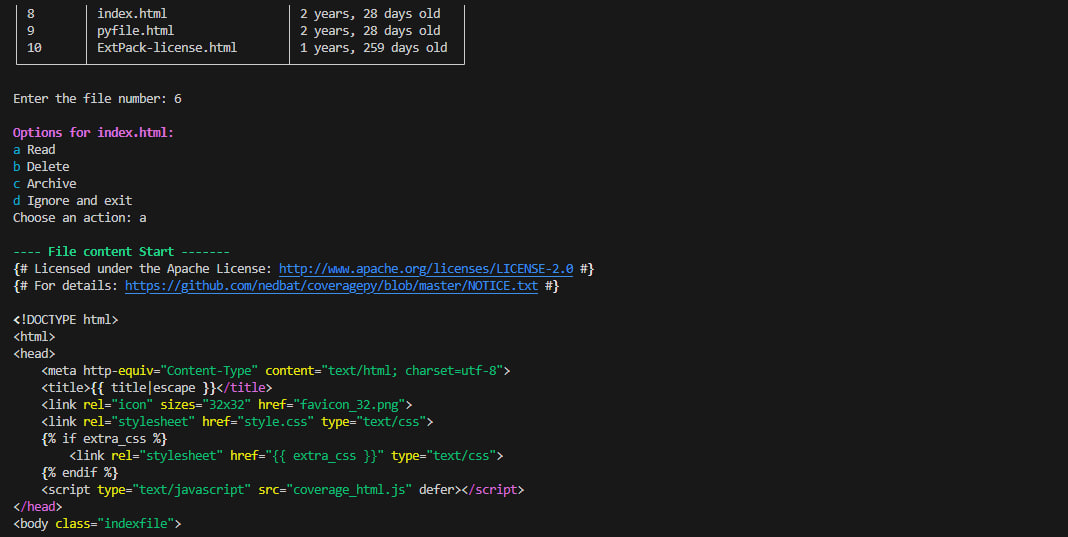 8 index.html 2 years, 28 days old
9 pyfile.html 2 years, 28 days old
10 ExtPack-license.html 1 years, 259 days old
Enter the file number: 6
Options for index.html:
a Read
b Delete
c Archive
d Ignore and exit
Choose an action: a
---- File content Start -------
{# Licensed under the Apache License: http://www.apache.org/licenses/LICENSE-2.0 #}
{# For details: https://github.com/nedbat/coveragepy/blob/master/NOTICE.txt #}
<!DOCTYPE html>
<html>
<head>
    <meta http-equiv="Content-Type" content="text/html; charset=utf-8">
    <title>{{ title|escape }}</title>
    <link rel="icon" sizes="32x32" href="favicon_32.png">
    <link rel="stylesheet" href="style.css" type="text/css">
    {% if extra_css %}
        <link rel="stylesheet" href="{{ extra_css }}" type="text/css">
    {% endif %}
    <script type="text/javascript" src="coverage_html.js" defer></script>
</head>
<body class="indexfile">